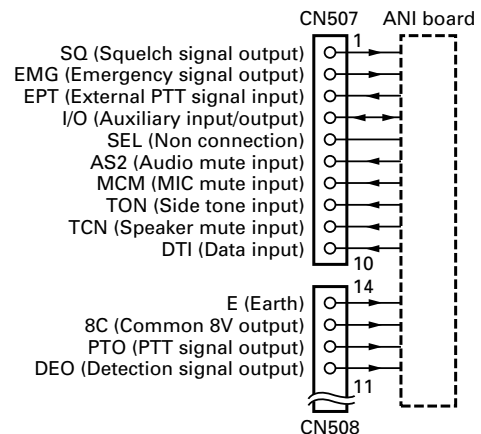 CN507 ANI board
1
SQ (Squelch signal output)
EMG (Emergency signal output)
EPT (External PTT signal input)
I/O (Auxiliary input/output)
SEL (Non connection)
AS2 (Audio mute input)
MCM (MIC mute input)
TON (Side tone input)
TCN (Speaker mute input)
DTI (Data input)
10
14
E (Earth)
8C (Common 8V output)
PTO (PTT signal output)
DEO (Detection signal output)
11
CN508